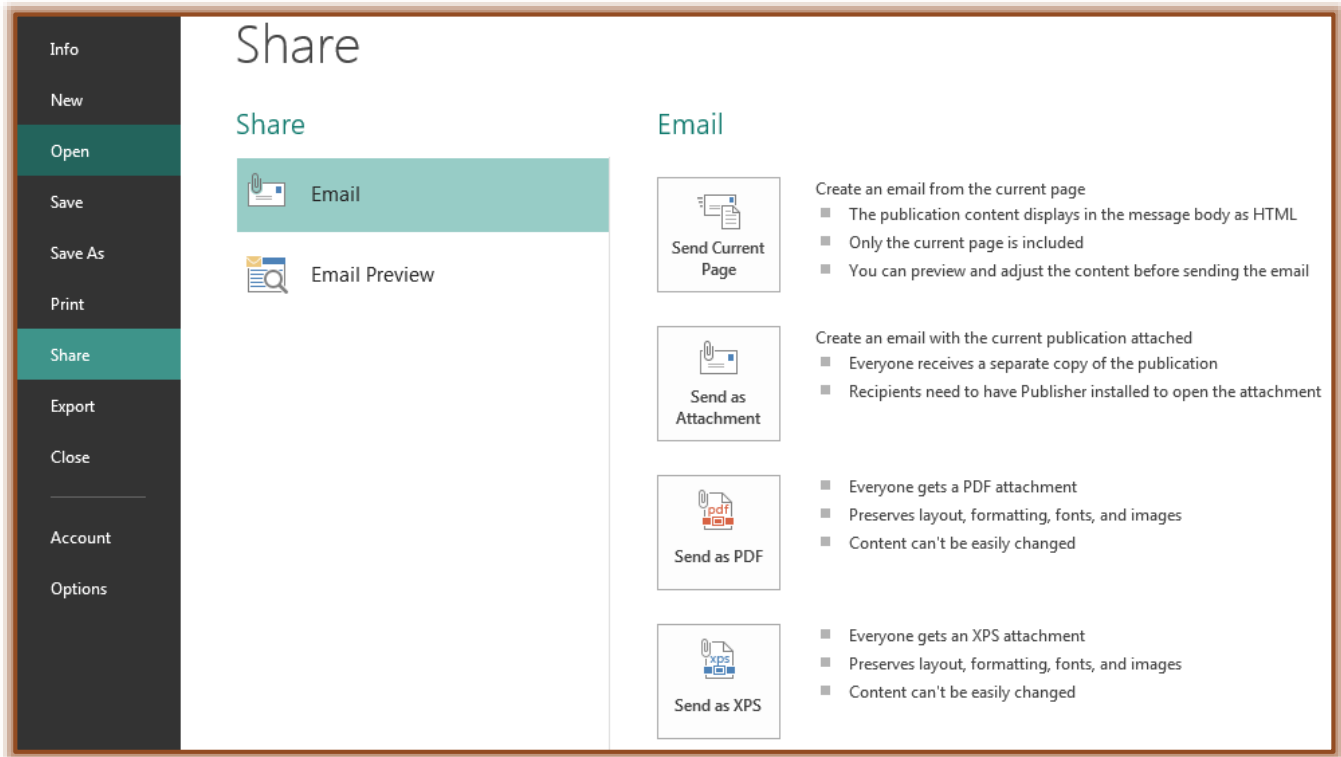 Info
New
Open
Save
Save As
Print
Share
Export
Close
Account
Options
Share
Share
Email
Email Preview
Email
Send Current
Page
Create an email from the current page
The publication content displays in the message body as HTML
Only the current page is included
You can preview and adjust the content before sending the email
Send as
Attachment
Create an email with the current publication attached
Everyone receives a separate copy of the publication
Recipients need to have Publisher installed to open the attachment
pdf
Send as PDF
Everyone gets a PDF attachment
Preserves layout, formatting, fonts, and images
Content can't be easily changed
xps
Send as XPS
Everyone gets an XPS attachment
Preserves layout, formatting, fonts, and images
Content can't be easily changed